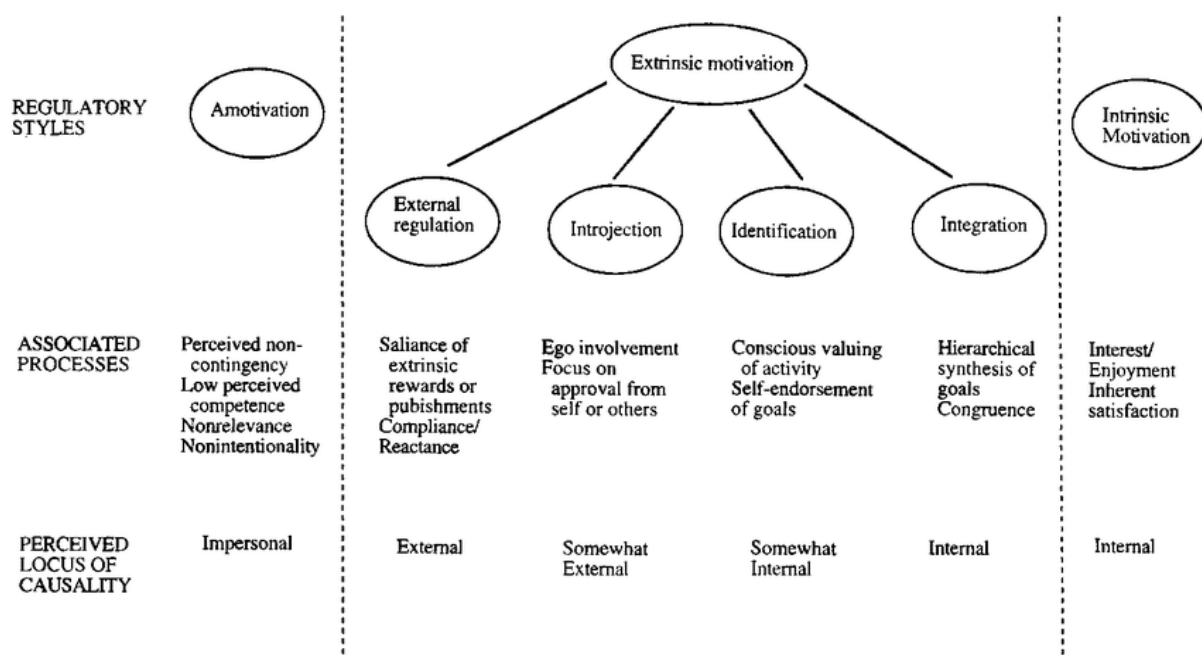 Extrinsic motivation
REGULATORY
STYLES
Amotivation
Intrinsic
Motivation
External
regulation
Introjection
Identification
Integration
ASSOCIATED
PROCESSES
Perceived non-
contingency
Low perceived
competence
Nonrelevance
Nonintentionality
Saliance of
extrinsic
rewards or
pubishments
Compliance/
Reactance
Ego involvement
Focus on
approval from
self or others
Conscious valuing
of activity
Self-endorsement
of goals
Hierarchical
synthesis of
goals
Congruence
Interest/
Enjoyment
Inherent
satisfaction
PERCEIVED
LOCUS OF
CAUSALITY
Impersonal
External
Somewhat
External
Somewhat
Internal
Internal
Internal